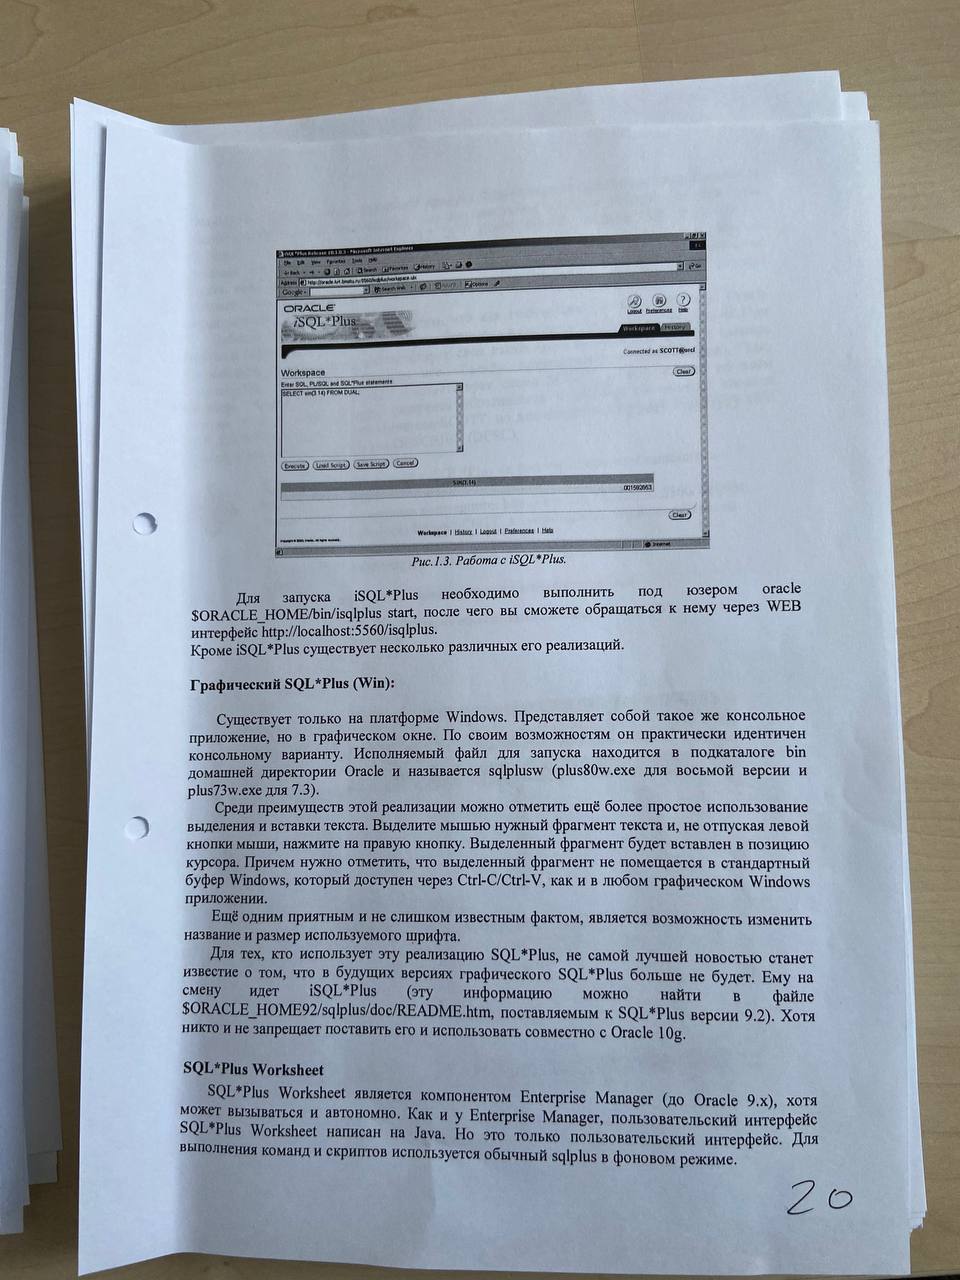 iSQL*Plus Release 10.1.0.3 - Microsoft Internet Explorer
File Edit View Favorites Tools Help
Back Search Favorites History
Address
Go
Google Search Web Options
ORACLE
iSQL*Plus
Logout Preferences Help
Workspace History
Connected as SCOTT@orcl
Workspace
Clear
Enter SQL, PL/SQL and SQL*Plus statements.
SELECT sin(3.14) FROM DUAL;
Execute Load Script Save Script Cancel
SIN(3.14)
.001592653
Clear
Workspace | History | Logout | Preferences | Help
Internet
Рис.1.3. Работа с iSQL*Plus.
Для запуска iSQL*Plus необходимо выполнить под юзером oracle
$ORACLE_HOME/bin/isqlplus start, после чего вы сможете обращаться к нему через WEB
интерфейс http://localhost:5560/isqlplus.
Кроме iSQL*Plus существует несколько различных его реализаций.
Графический SQL*Plus (Win):
Существует только на платформе Windows. Представляет собой такое же консольное
приложение, но в графическом окне. По своим возможностям он практически идентичен
консольному варианту. Исполняемый файл для запуска находится в подкаталоге bin
домашней директории Oracle и называется sqlplusw (plus80w.exe для восьмой версии и
plus73w.exe для 7.3).
Среди преимуществ этой реализации можно отметить ещё более простое использование
выделения и вставки текста. Выделите мышью нужный фрагмент текста и, не отпуская левой
кнопки мыши, нажмите на правую кнопку. Выделенный фрагмент будет вставлен в позицию
курсора. Причем нужно отметить, что выделенный фрагмент не помещается в стандартный
буфер Windows, который доступен через Ctrl-C/Ctrl-V, как и в любом графическом Windows
приложении.
Ещё одним приятным и не слишком известным фактом, является возможность изменить
название и размер используемого шрифта.
Для тех, кто использует эту реализацию SQL*Plus, не самой лучшей новостью станет
известие о том, что в будущих версиях графического SQL*Plus больше не будет. Ему на
смену идет iSQL*Plus (эту информацию можно найти в файле
$ORACLE_HOME92/sqlplus/doc/README.htm, поставляемым к SQL*Plus версии 9.2). Хотя
никто и не запрещает поставить его и использовать совместно с Oracle 10g.
SQL*Plus Worksheet
SQL*Plus Worksheet является компонентом Enterprise Manager (до Oracle 9.x), хотя
может вызываться и автономно. Как и у Enterprise Manager, пользовательский интерфейс
SQL*Plus Worksheet написан на Java. Но это только пользовательский интерфейс. Для
выполнения команд и скриптов используется обычный sqlplus в фоновом режиме.
20